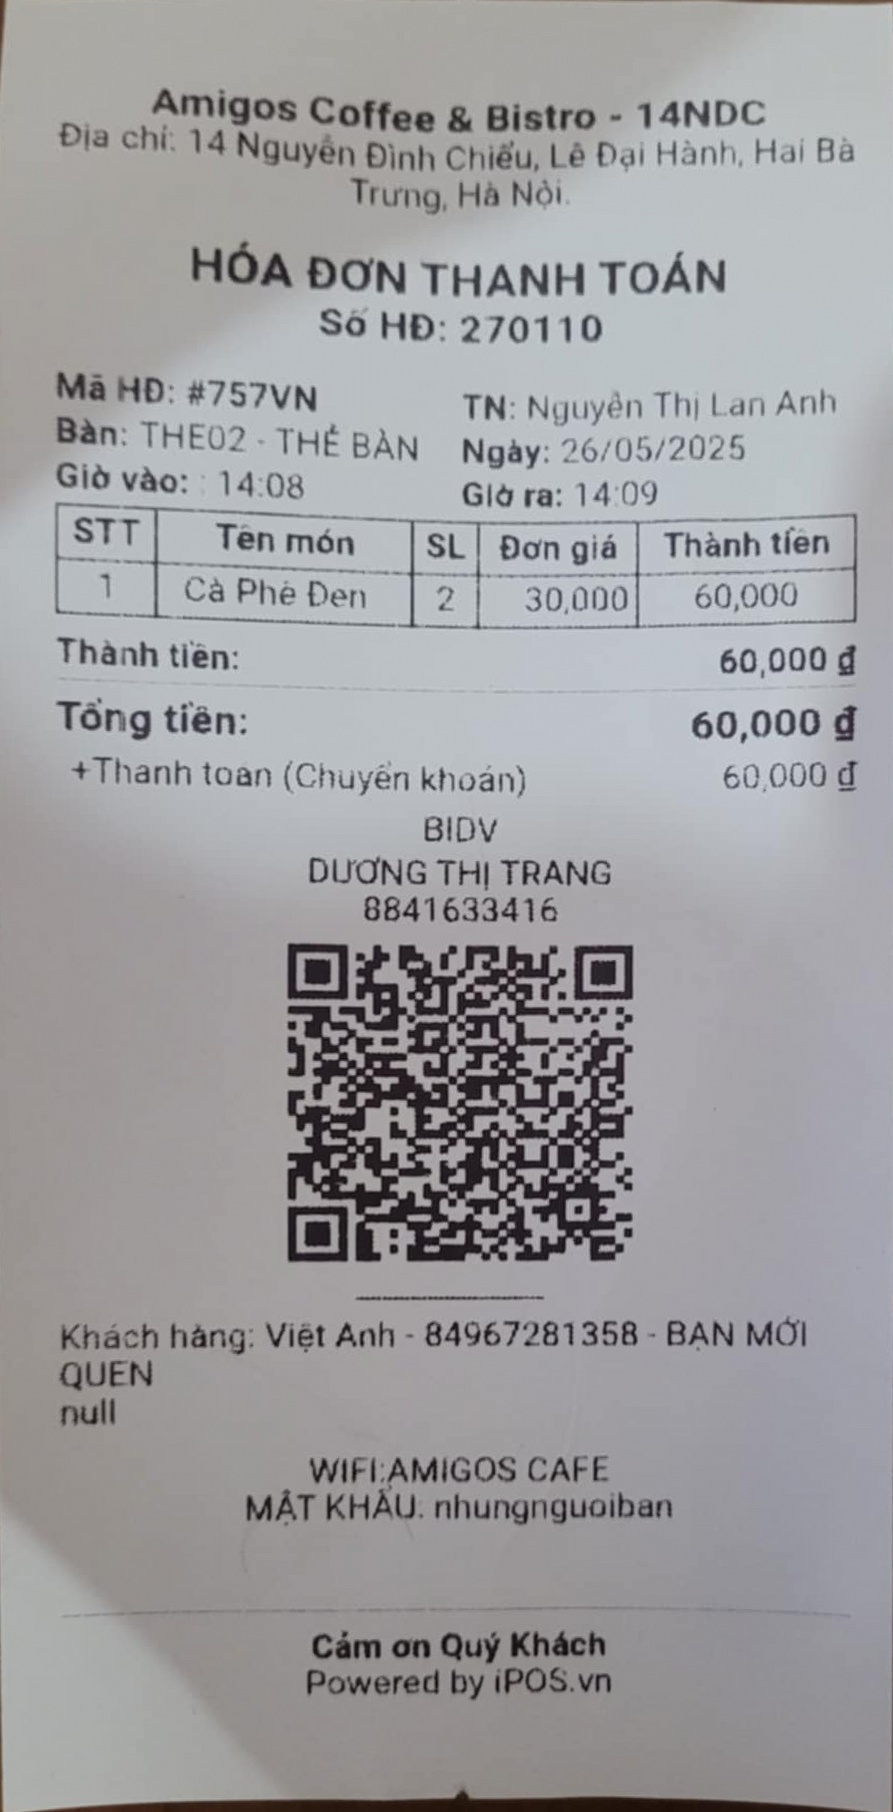 Amigos Coffee & Bistro - 14NDC
Địa chỉ: 14 Nguyễn Đình Chiểu, Lê Đại Hành, Hai Bà
Trưng, Hà Nội.
HÓA ĐƠN THANH TOÁN
Số HĐ: 270110
Mã HĐ: #757VN TN: Nguyễn Thị Lan Anh
Bàn: THE02 - THẺ BÀN Ngày: 26/05/2025
Giờ vào: : 14:08 Giờ ra: 14:09
STT Tên món SL Đơn giá Thành tiền
1 Cà Phê Đen 2 30,000 60,000
Thành tiền: 60,000 ₫
Tổng tiền: 60,000 ₫
+Thanh toán (Chuyển khoản) 60,000 ₫
BIDV
DƯƠNG THỊ TRANG
8841633416
Khách hàng: Việt Anh - 84967281358 - BẠN MỚI
QUEN
null
WIFI:AMIGOS CAFE
MẬT KHẨU: nhungnguoiban
Cảm ơn Quý Khách
Powered by iPOS.vn